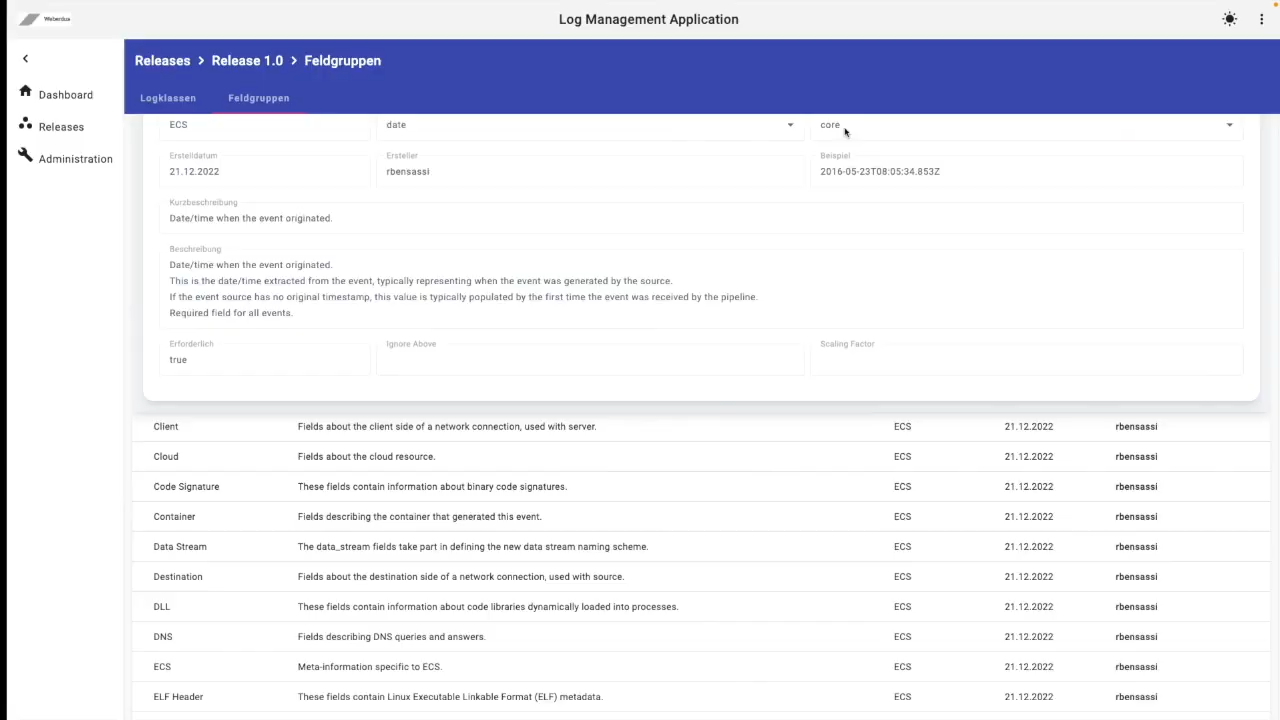 Weberdus
Log Management Application
Releases > Release 1.0 > Feldgruppen
Logklassen Feldgruppen
Dashboard
Releases
Administration
ECS date core
Erstelldatum Ersteller Beispiel
21.12.2022 rbensassi 2016-05-23T08:05:34.853Z
Kurzbeschreibung
Date/time when the event originated.
Beschreibung
Date/time when the event originated.
This is the date/time extracted from the event, typically representing when the event was generated by the source.
If the event source has no original timestamp, this value is typically populated by the first time the event was received by the pipeline.
Required field for all events.
Erforderlich Ignore Above Scaling Factor
true
Client Fields about the client side of a network connection, used with server. ECS 21.12.2022 rbensassi
Cloud Fields about the cloud resource. ECS 21.12.2022 rbensassi
Code Signature These fields contain information about binary code signatures. ECS 21.12.2022 rbensassi
Container Fields describing the container that generated this event. ECS 21.12.2022 rbensassi
Data Stream The data_stream fields take part in defining the new data stream naming scheme. ECS 21.12.2022 rbensassi
Destination Fields about the destination side of a network connection, used with source. ECS 21.12.2022 rbensassi
DLL These fields contain information about code libraries dynamically loaded into processes. ECS 21.12.2022 rbensassi
DNS Fields describing DNS queries and answers. ECS 21.12.2022 rbensassi
ECS Meta-information specific to ECS. ECS 21.12.2022 rbensassi
ELF Header These fields contain Linux Executable Linkable Format (ELF) metadata. ECS 21.12.2022 rbensassi